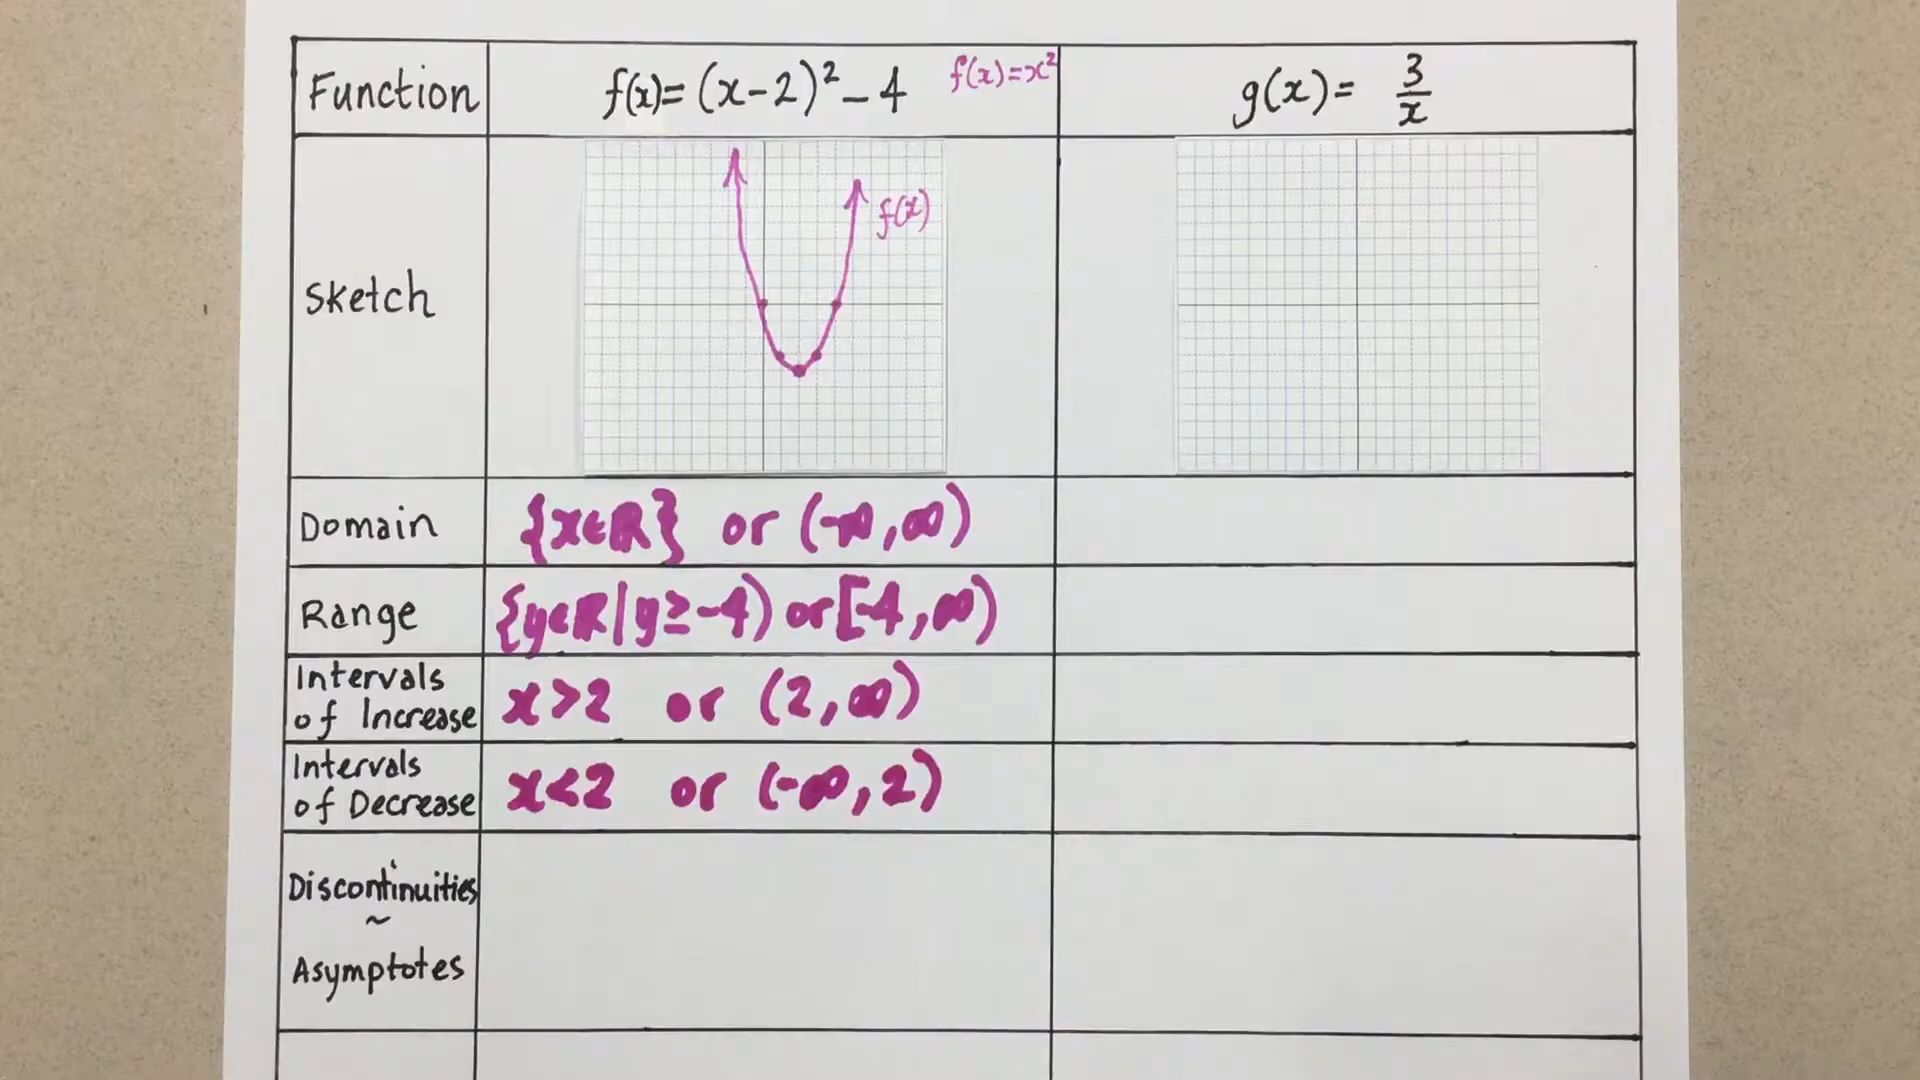 Function f(x)= (x-2)² - 4 f(x)=x² g(x)= 3/x
f(x)
Sketch
Domain {x∈ℝ} or (-∞,∞)
Range {y∈ℝ|y≥-4) or [-4,∞)
Intervals
of Increase x>2 or (2,∞)
Intervals
of Decrease x<2 or (-∞,2)
Discontinuities
~
Asymptotes